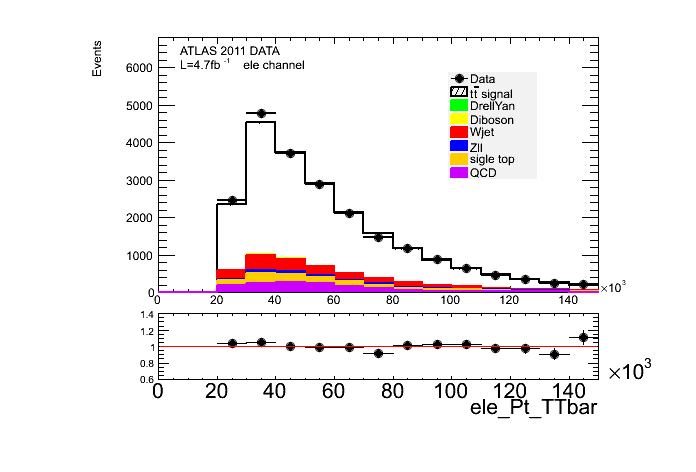 Events
ATLAS 2011 DATA
L=4.7fb⁻¹ ele channel
6000
5000
4000
3000
2000
1000
0
Data
tt̄ signal
DrellYan
Diboson
Wjet
Zll
sigle top
QCD
0 20 40 60 80 100 120 140 ×10³
1.4
1.2
1
0.8
0.6
0 20 40 60 80 100 120 140
×10³
ele_Pt_TTbar